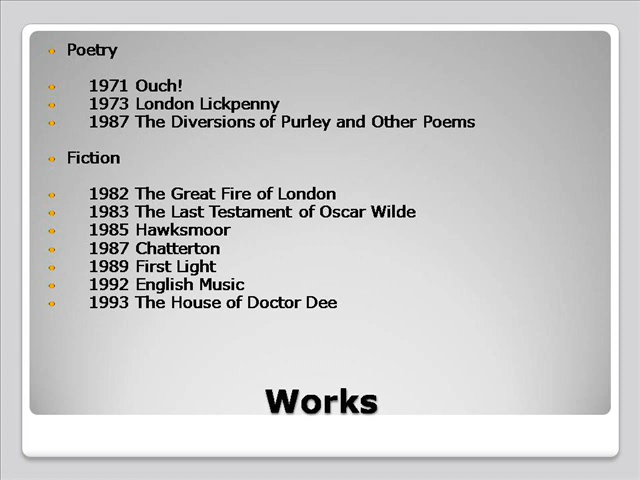 Poetry
1971 Ouch!
1973 London Lickpenny
1987 The Diversions of Purley and Other Poems
Fiction
1982 The Great Fire of London
1983 The Last Testament of Oscar Wilde
1985 Hawksmoor
1987 Chatterton
1989 First Light
1992 English Music
1993 The House of Doctor Dee
Works